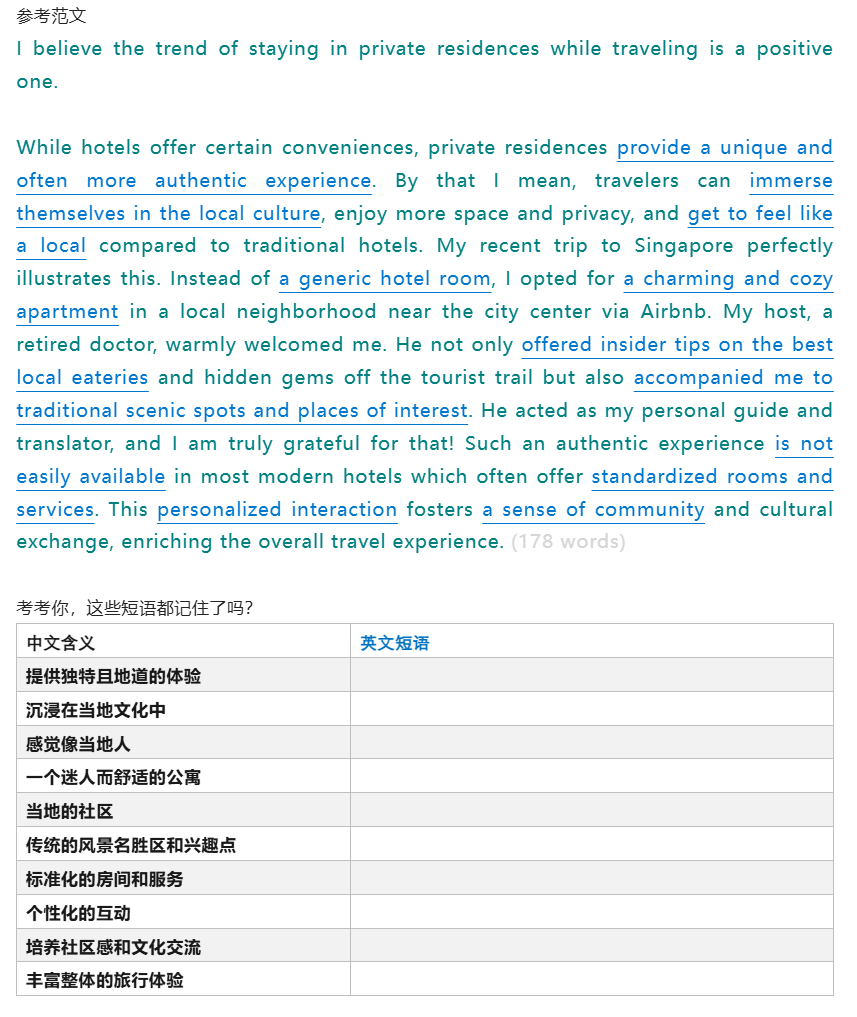 参考范文
I believe the trend of staying in private residences while traveling is a positive
one.
While hotels offer certain conveniences, private residences provide a unique and
often more authentic experience. By that I mean, travelers can immerse
themselves in the local culture, enjoy more space and privacy, and get to feel like
a local compared to traditional hotels. My recent trip to Singapore perfectly
illustrates this. Instead of a generic hotel room, I opted for a charming and cozy
apartment in a local neighborhood near the city center via Airbnb. My host, a
retired doctor, warmly welcomed me. He not only offered insider tips on the best
local eateries and hidden gems off the tourist trail but also accompanied me to
traditional scenic spots and places of interest. He acted as my personal guide and
translator, and I am truly grateful for that! Such an authentic experience is not
easily available in most modern hotels which often offer standardized rooms and
services. This personalized interaction fosters a sense of community and cultural
exchange, enriching the overall travel experience. (178 words)
考考你，这些短语都记住了吗？
中文含义 英文短语
提供独特且地道的体验
沉浸在当地文化中
感觉像当地人
一个迷人而舒适的公寓
当地的社区
传统的风景名胜区和兴趣点
标准化的房间和服务
个性化的互动
培养社区感和文化交流
丰富整体的旅行体验